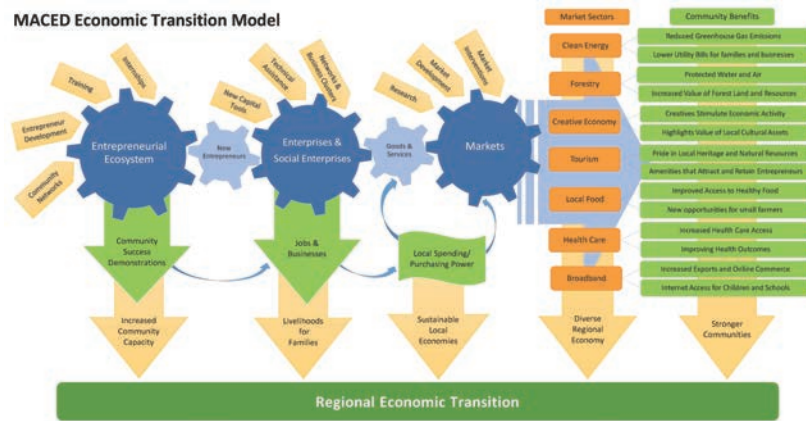 MACED Economic Transition Model
Market Sectors
Community Benefits
Community Networks
Entrepreneur
Development
Training
Internships
Entrepreneurial
Ecosystem
New
Entrepreneurs
New Capital
Tools
Technical
Assistance
Networks &
Business Clusters
Enterprises &
Social Enterprises
Goods &
Services
Research
Market
Development
Market
Interventions
Markets
Clean Energy
Forestry
Creative Economy
Tourism
Local Food
Health Care
Broadband
Reduced Greenhouse Gas Emissions
Lower Utility Bills for families and businesses
Protected Water and Air
Increased Value of Forest Land and Resources
Creatives Stimulate Economic Activity
Highlights Value of Local Cultural Assets
Pride in Local Heritage and Natural Resources
Amenities that Attract and Retain Entrepreneurs
Improved Access to Healthy Food
New opportunities for small farmers
Increased Health Care Access
Improving Health Outcomes
Increased Exports and Online Commerce
Internet Access for Children and Schools
Community
Success
Demonstrations
Jobs &
Businesses
Local Spending/
Purchasing Power
Increased
Community
Capacity
Livelihoods
for
Families
Sustainable
Local
Economies
Diverse
Regional
Economy
Stronger
Communities
Regional Economic Transition